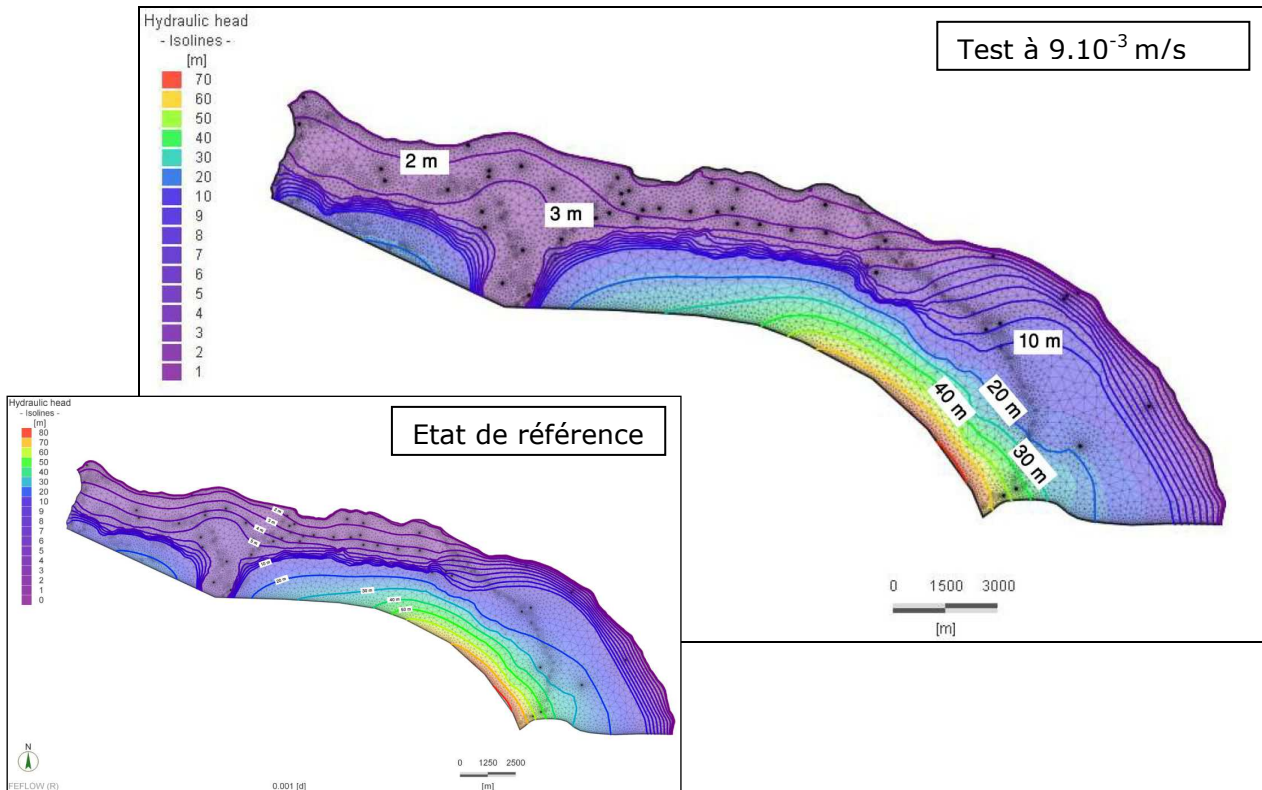 Hydraulic head
- Isolines -
[m]
70
60
50
40
30
20
10
9
8
7
6
5
4
3
2
1
Test à 9.10⁻³ m/s
2 m
3 m
10 m
20 m
40 m
30 m
0 1500 3000
[m]
Hydraulic head
- Isolines -
[m]
80
70
60
50
40
30
20
10
9
8
7
6
5
4
3
2
1
0
Etat de référence
10 m
20 m
N
FEFLOW (R)
0.001 [d]
0 1250 2500
[m]